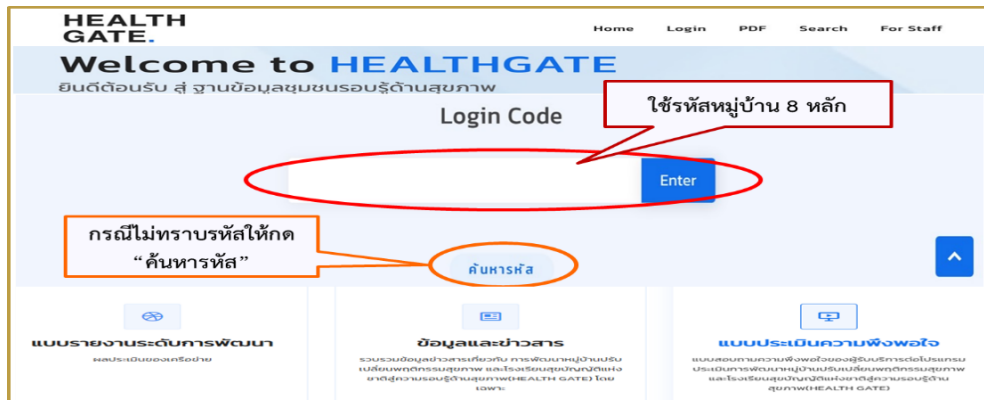 HEALTH
GATE.
Home Login PDF Search For Staff
Welcome to HEALTHGATE
ยินดีต้อนรับ สู่ ฐานข้อมูลชุมชนรอบรู้ด้านสุขภาพ
ใช้รหัสหมู่บ้าน 8 หลัก
Login Code
Enter
กรณีไม่ทราบรหัสให้กด
“ค้นหารหัส”
ค้นหารหัส
แบบรายงานระดับการพัฒนา
ผลประเมินของเครือข่าย
ข้อมูลและข่าวสาร
รวบรวมข้อมูลข่าวสารเกี่ยวกับ การพัฒนาหมู่บ้านปรับ
เปลี่ยนพฤติกรรมสุขภาพ และโรงเรียนสุขบัญญัติแห่ง
ชาติสู่ความรอบรู้ด้านสุขภาพ(HEALTH GATE) โดย
เฉพาะ
แบบประเมินความพึงพอใจ
แบบสอบถามความพึงพอใจของผู้รับบริการต่อโปรแกรม
ประเมินการพัฒนาหมู่บ้านปรับเปลี่ยนพฤติกรรมสุขภาพ
และโรงเรียนสุขบัญญัติแห่งชาติสู่ความรอบรู้ด้าน
สุขภาพ(HEALTH GATE)